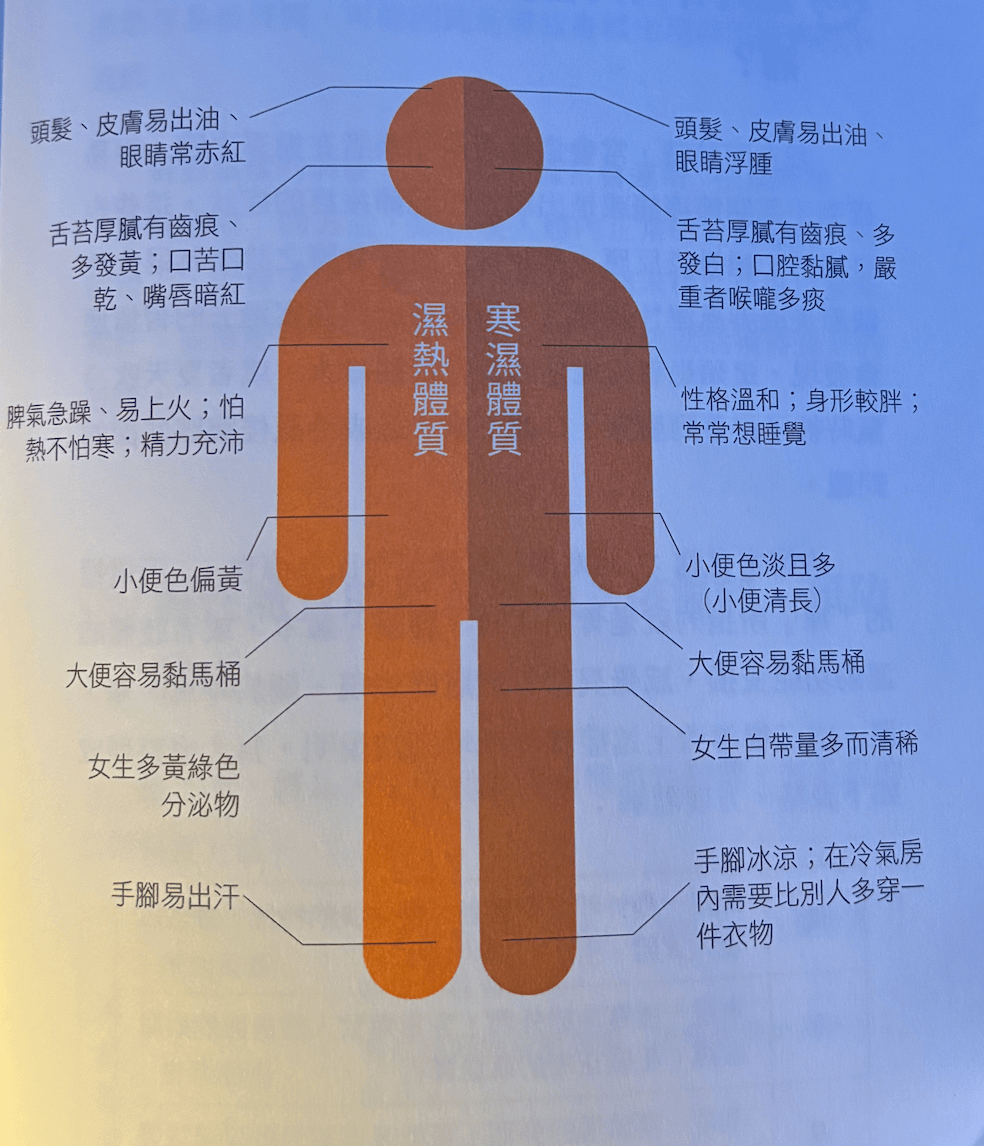 頭髮、皮膚易出油、
眼睛常赤紅
舌苔厚膩有齒痕、
多發黃；口苦口
乾、嘴唇暗紅
脾氣急躁、易上火；怕
熱不怕寒；精力充沛
小便色偏黃
大便容易黏馬桶
女生多黃綠色
分泌物
手腳易出汗
濕熱體質
寒濕體質
頭髮、皮膚易出油、
眼睛浮腫
舌苔厚膩有齒痕、多
發白；口腔黏膩，嚴
重者喉嚨多痰
性格溫和；身形較胖；
常常想睡覺
小便色淡且多
（小便清長）
大便容易黏馬桶
女生白帶量多而清稀
手腳冰涼；在冷氣房
內需要比別人多穿一
件衣物